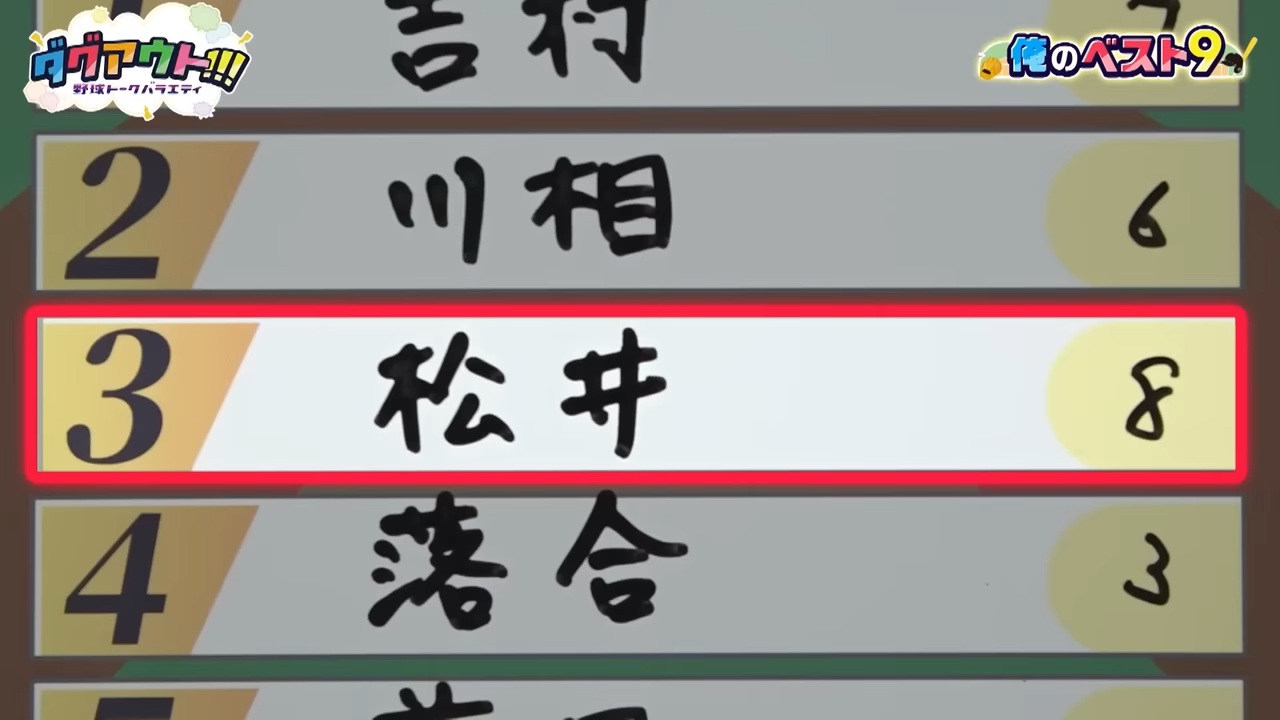 ダグアウト!!!
野球トークバラエティ
俺のベスト9
吉村 7
2 川相 6
3 松井 8
4 落合 3